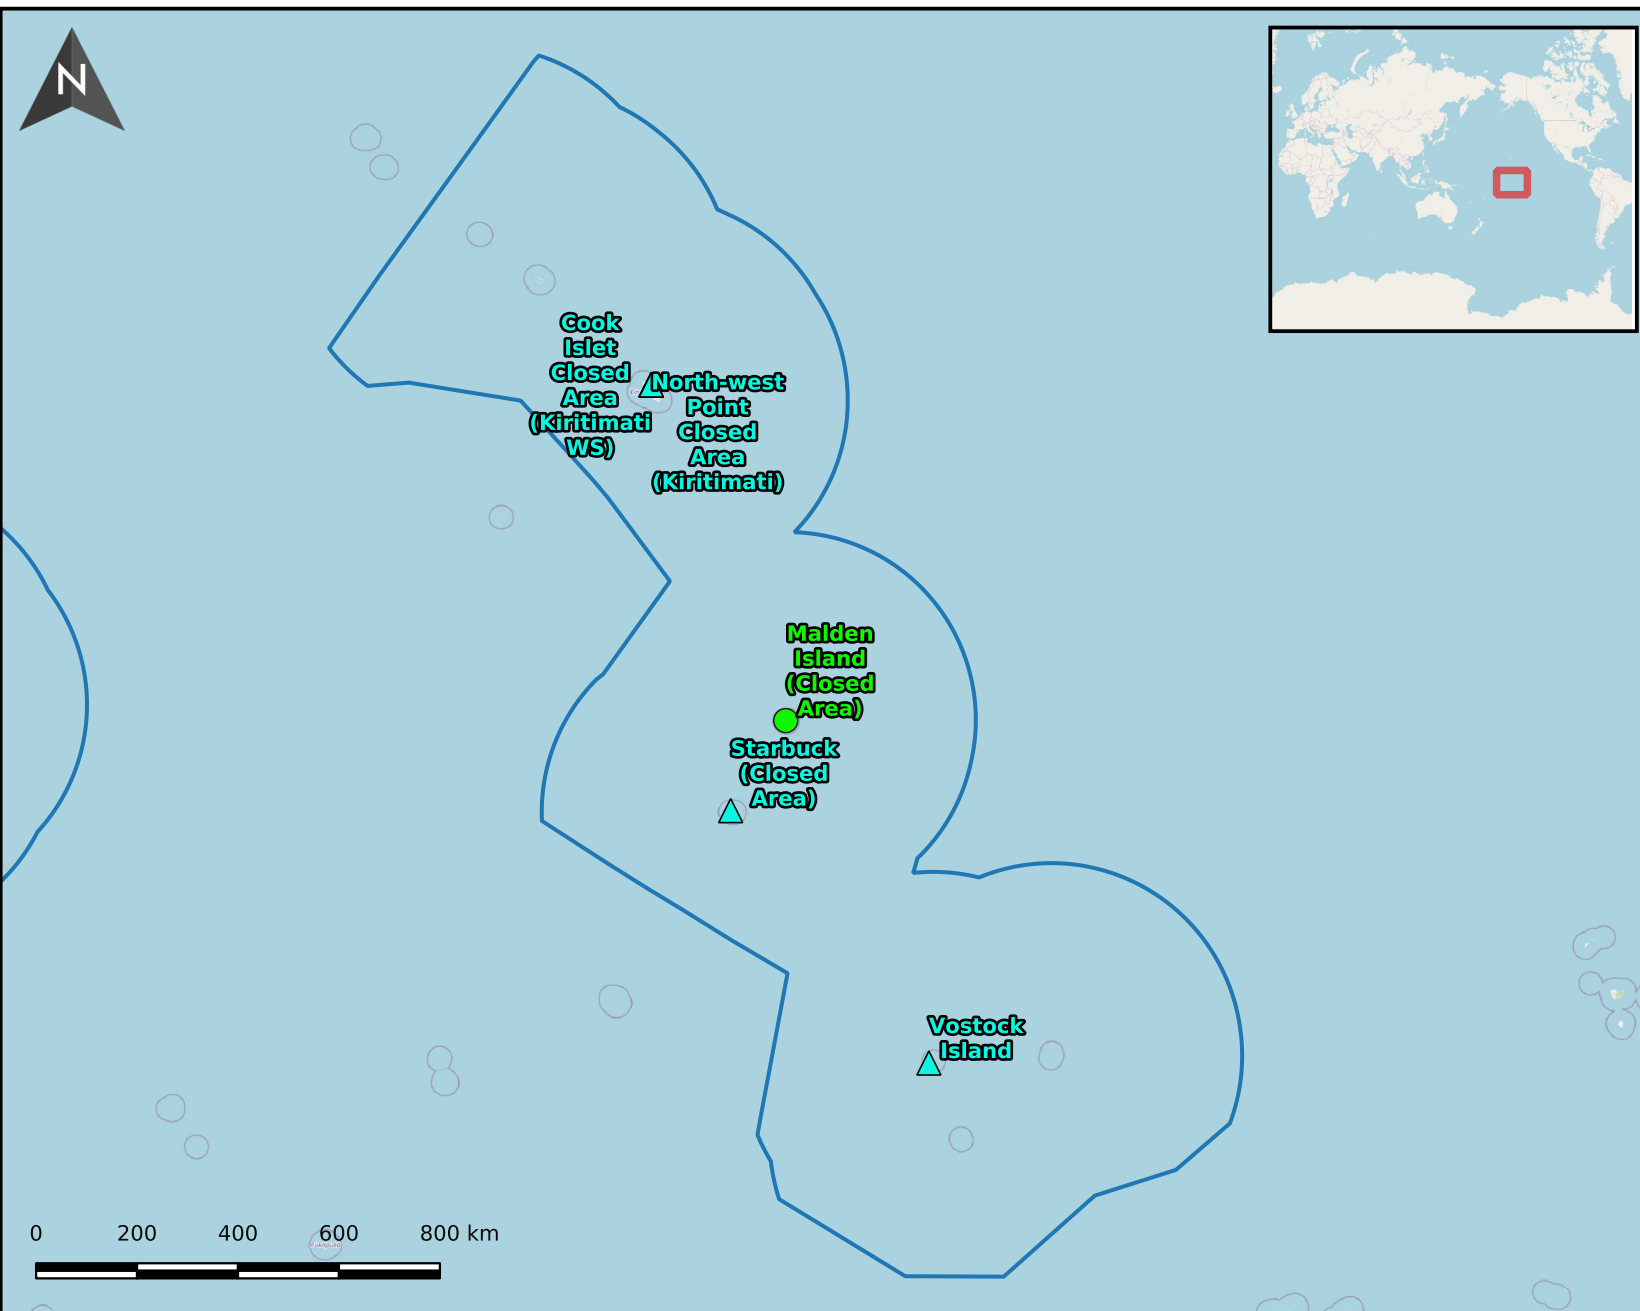 N
Cook
Islet
Closed
Area
(Kiritimati
WS)
North-west
Point
Closed
Area
(Kiritimati)
Malden
Island
(Closed
Area)
Starbuck
(Closed
Area)
Vostock
Island
0 200 400 600 800 km
Pukapuka